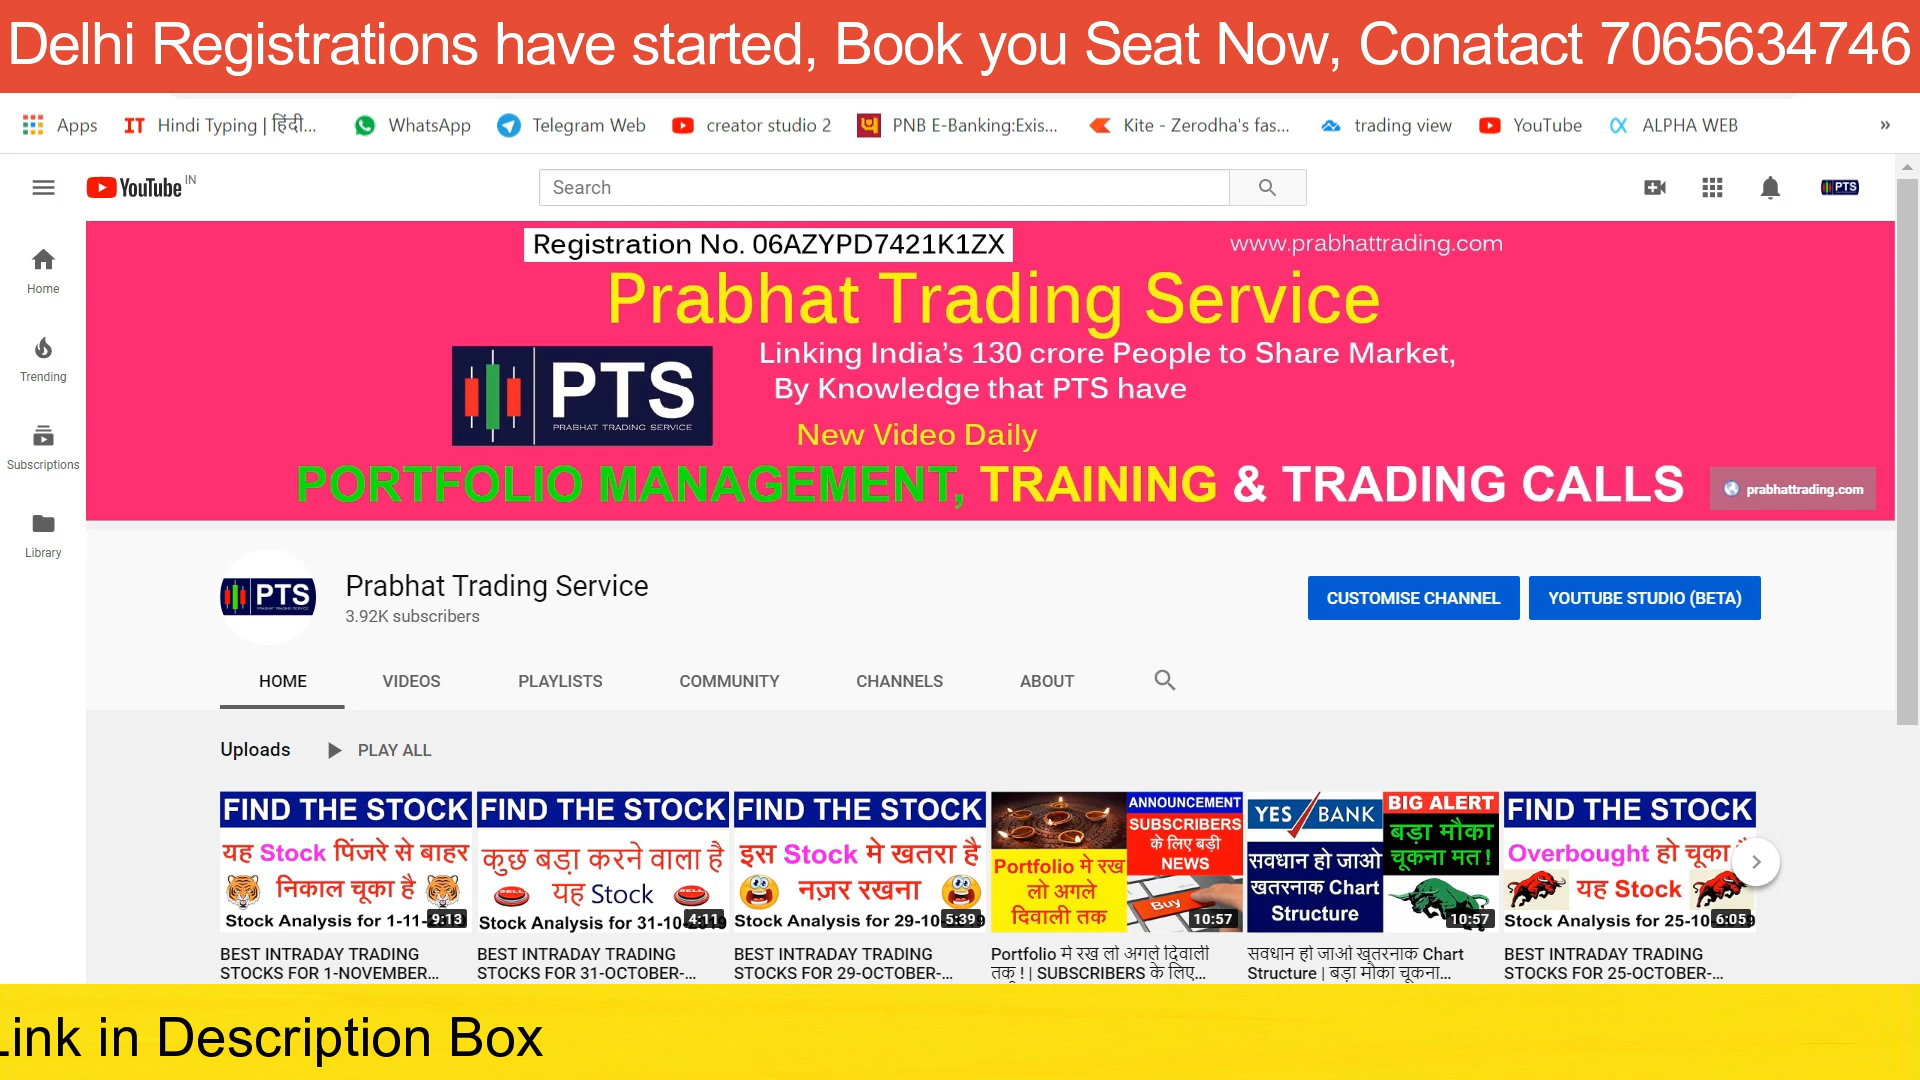 Delhi Registrations have started, Book you Seat Now, Conatact 7065634746
Apps
Hindi Typing | हिंदी...
WhatsApp
Telegram Web
creator studio 2
PNB E-Banking:Exis...
Kite - Zerodha's fas...
trading view
YouTube
ALPHA WEB
»
YouTube IN
Search
PTS
Home
Trending
Subscriptions
Library
Registration No. 06AZYPD7421K1ZX
www.prabhattrading.com
Prabhat Trading Service
PTS
PRABHAT TRADING SERVICE
Linking India's 130 crore People to Share Market,
By Knowledge that PTS have
New Video Daily
PORTFOLIO MANAGEMENT, TRAINING & TRADING CALLS
prabhattrading.com
PTS
Prabhat Trading Service
3.92K subscribers
CUSTOMISE CHANNEL
YOUTUBE STUDIO (BETA)
HOME
VIDEOS
PLAYLISTS
COMMUNITY
CHANNELS
ABOUT
Uploads
PLAY ALL
FIND THE STOCK
यह Stock पिंजरे से बाहर
निकाल चूका है
Stock Analysis for 1-11-
9:13
BEST INTRADAY TRADING
STOCKS FOR 1-NOVEMBER...
FIND THE STOCK
कुछ बड़ा करने वाला है
यह Stock
SELL
SELL
Stock Analysis for 31-10-2019
4:11
BEST INTRADAY TRADING
STOCKS FOR 31-OCTOBER-...
FIND THE STOCK
इस Stock मे खतरा है
नज़र रखना
Stock Analysis for 29-10-
5:39
BEST INTRADAY TRADING
STOCKS FOR 29-OCTOBER-...
ANNOUNCEMENT
SUBSCRIBERS
के लिए बड़ी
NEWS
Portfolio में रख
लो अगले
दिवाली तक
Buy
10:57
Portfolio में रख लो अगले दिवाली
तक ! | SUBSCRIBERS के लिए...
YES BANK
BIG ALERT
बड़ा मौका
चूकना मत !
सवधान हो जाओ
खतरनाक Chart
Structure
10:57
सवधान हो जाओ खतरनाक Chart
Structure | बड़ा मौका चूकना...
FIND THE STOCK
Overbought हो चूका
यह Stock
Stock Analysis for 25-10-
6:05
BEST INTRADAY TRADING
STOCKS FOR 25-OCTOBER-...
Link in Description Box